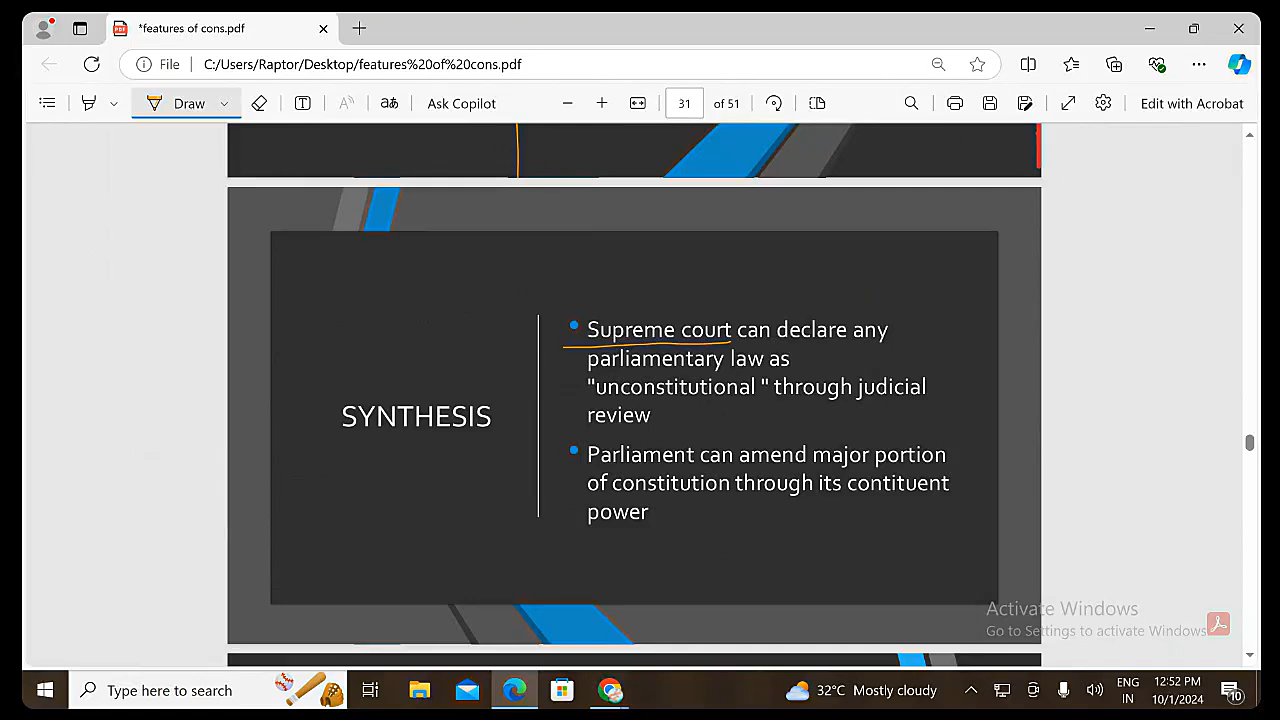 *features of cons.pdf
File C:/Users/Raptor/Desktop/features%20of%20cons.pdf
Draw Ask Copilot 31 of 51 Edit with Acrobat
SYNTHESIS
Supreme court can declare any
parliamentary law as
"unconstitutional " through judicial
review
Parliament can amend major portion
of constitution through its contituent
power
Activate Windows
Go to Settings to activate Windows.
Type here to search
32°C Mostly cloudy
ENG
IN
12:52 PM
10/1/2024
10